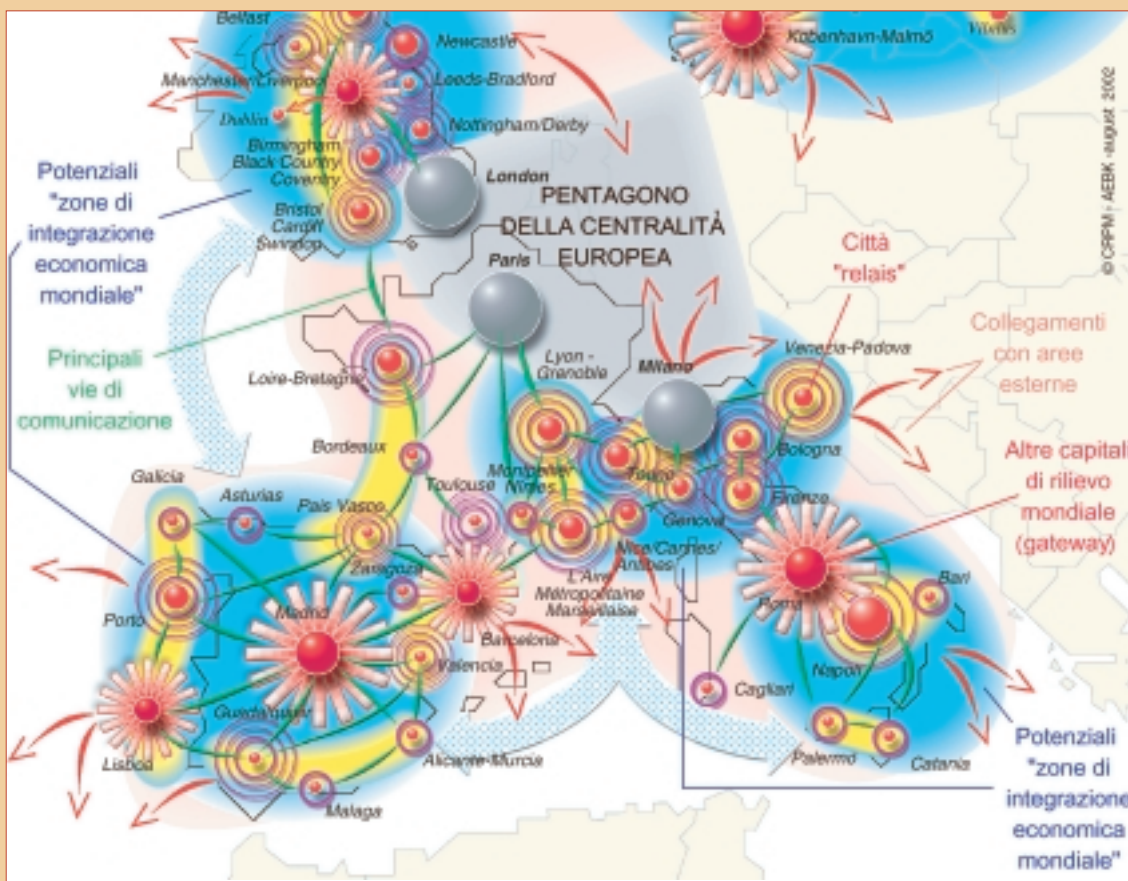 Belfast
Newcastle
København-Malmö
Manchester/Liverpool
Leeds-Bradford
Dublin
Nottingham/Derby
Birmingham
Black Country
Coventry
London
Bristol
Cardiff
Swindon
Potenziali
"zone di
integrazione
economica
mondiale"
PENTAGONO
DELLA CENTRALITÀ
EUROPEA
Paris
Città
"relais"
© CRPM - AEBK - august 2002
Principali
vie di
comunicazione
Loire-Bretagne
Lyon -
Grenoble
Milano
Venezia-Padova
Collegamenti
con aree
esterne
Bordeaux
Toulouse
Montpellier
Nimes
Torino
Bologna
Genova
Firenze
Altre capitali
di rilievo
mondiale
(gateway)
Galicia
Asturias
Pais Vasco
Zaragoza
Nice/Cannes/
Antibes
L'Aire
Métropolitaine
Marseillaise
Porto
Madrid
Barcelona
Valencia
Roma
Bari
Napoli
Cagliari
Lisboa
Guadalquivir
Alicante-Murcia
Malaga
Palermo
Catania
Potenziali
"zone di
integrazione
economica
mondiale"